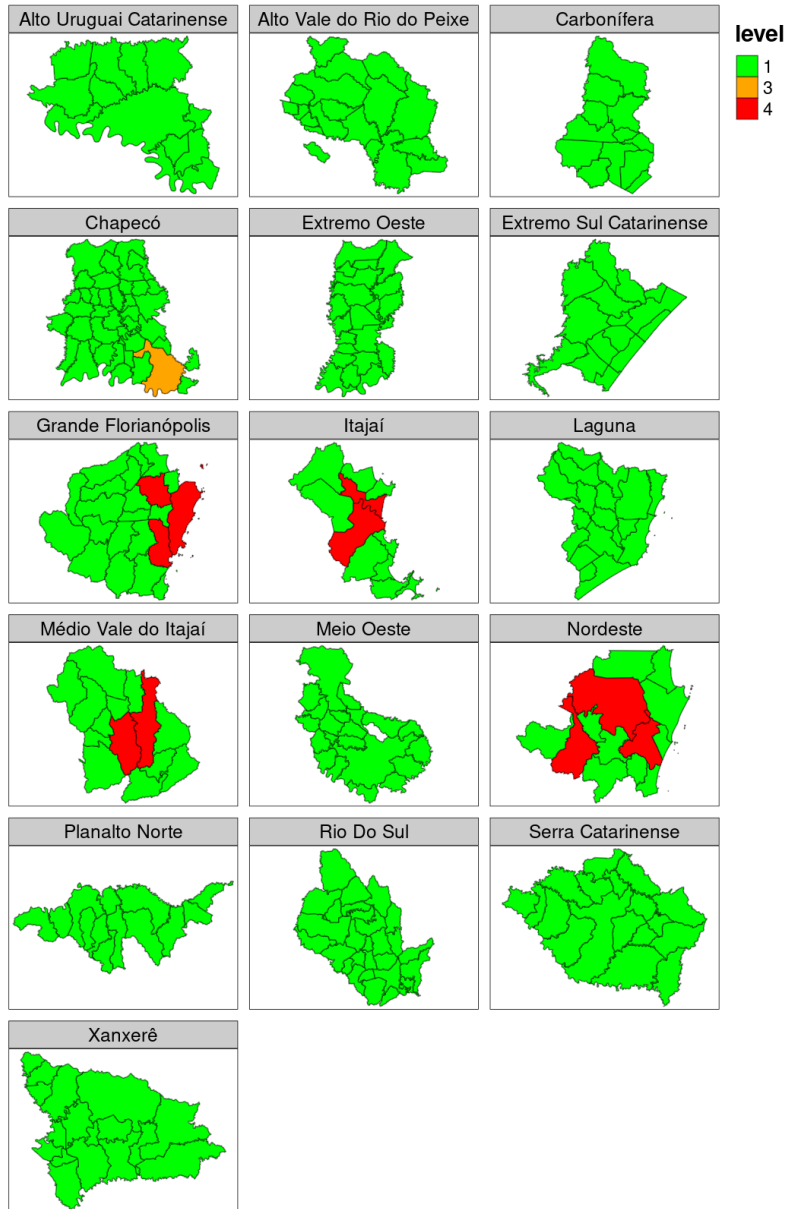 Alto Uruguai Catarinense
Alto Vale do Rio do Peixe
Carbonífera
level
1
3
4
Chapecó
Extremo Oeste
Extremo Sul Catarinense
Grande Florianópolis
Itajaí
Laguna
Médio Vale do Itajaí
Meio Oeste
Nordeste
Planalto Norte
Rio Do Sul
Serra Catarinense
Xanxerê